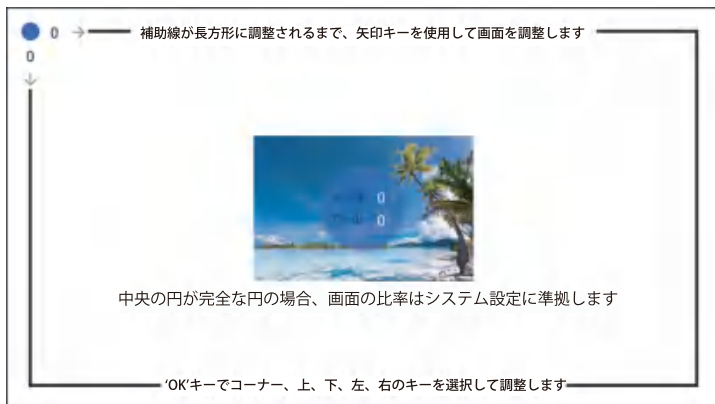 0 → 補助線が長方形に調整されるまで、矢印キーを使用して画面を調整します
0
↓
0
0
中央の円が完全な円の場合、画面の比率はシステム設定に準拠します
‘OK’キーでコーナー、上、下、左、右のキーを選択して調整します